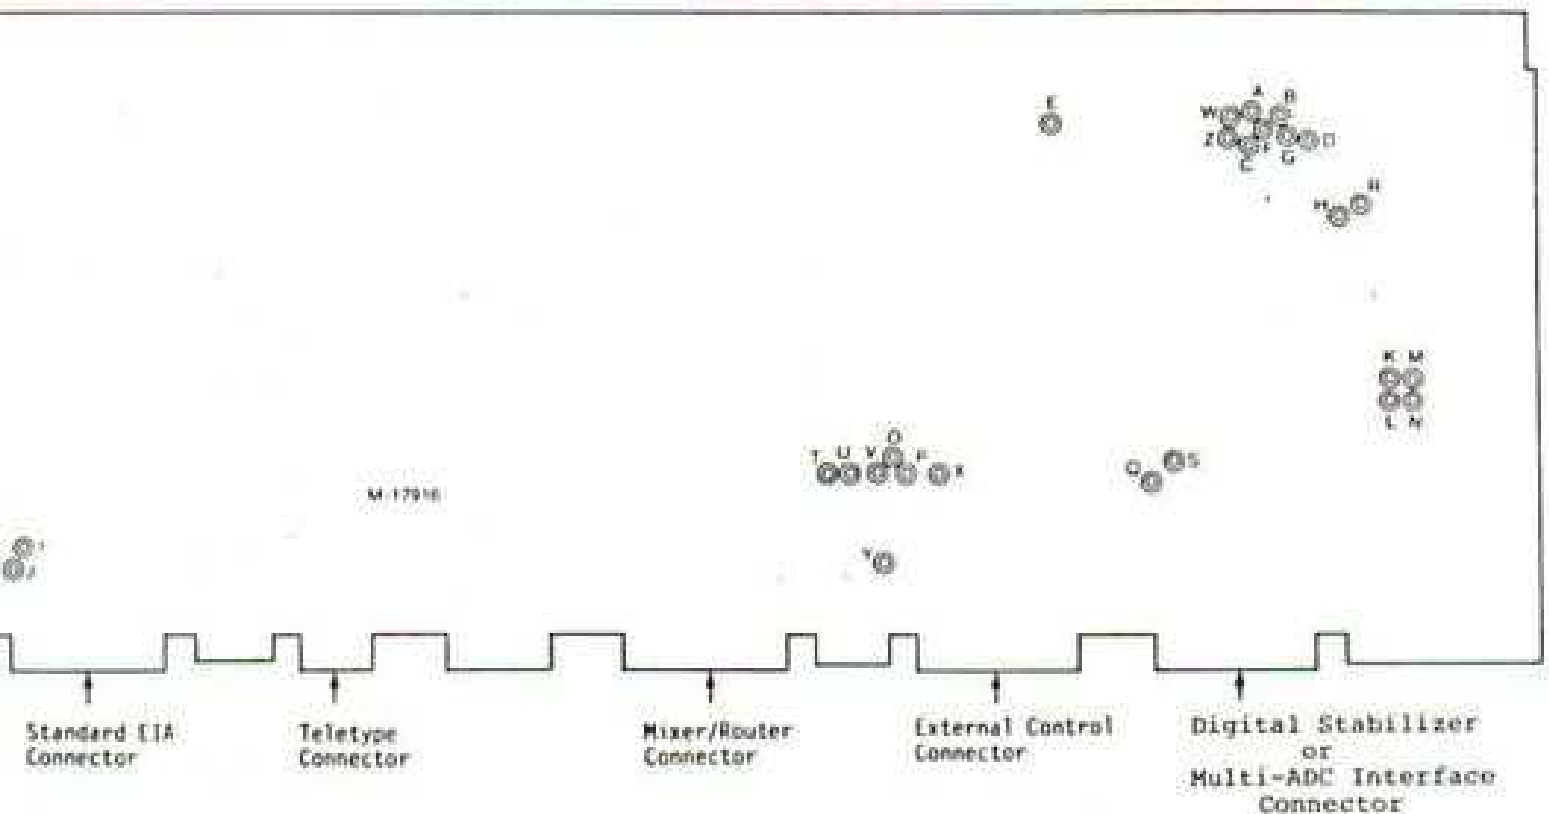 E
A B
W
Z D
C F G
R
H
K M
L N
O
T U V P X
Q S
M-17916
I
J
Y
Standard EIA
Connector
Teletype
Connector
Mixer/Router
Connector
External Control
Connector
Digital Stabilizer
or
Multi-ADC Interface
Connector